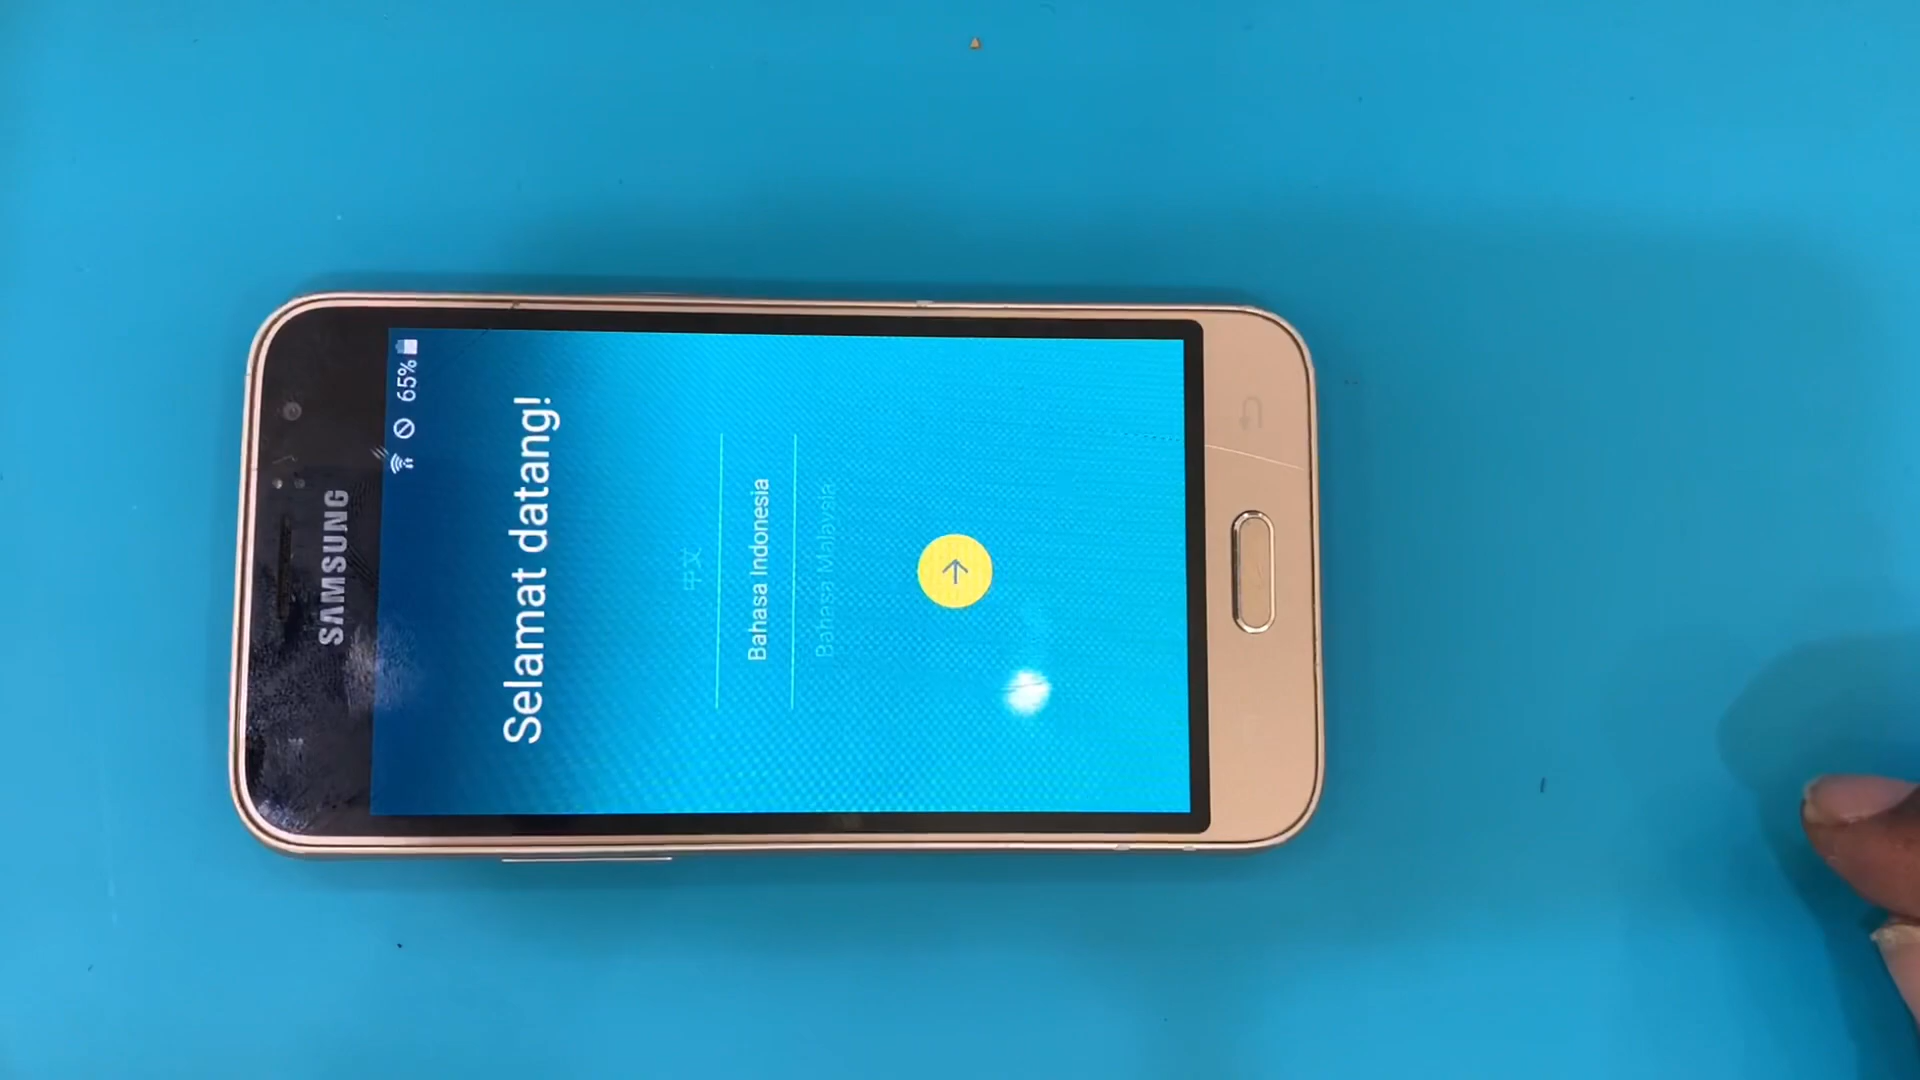 65%
SAMSUNG
Selamat datang!
中文
Bahasa Indonesia
Bahasa Malaysia